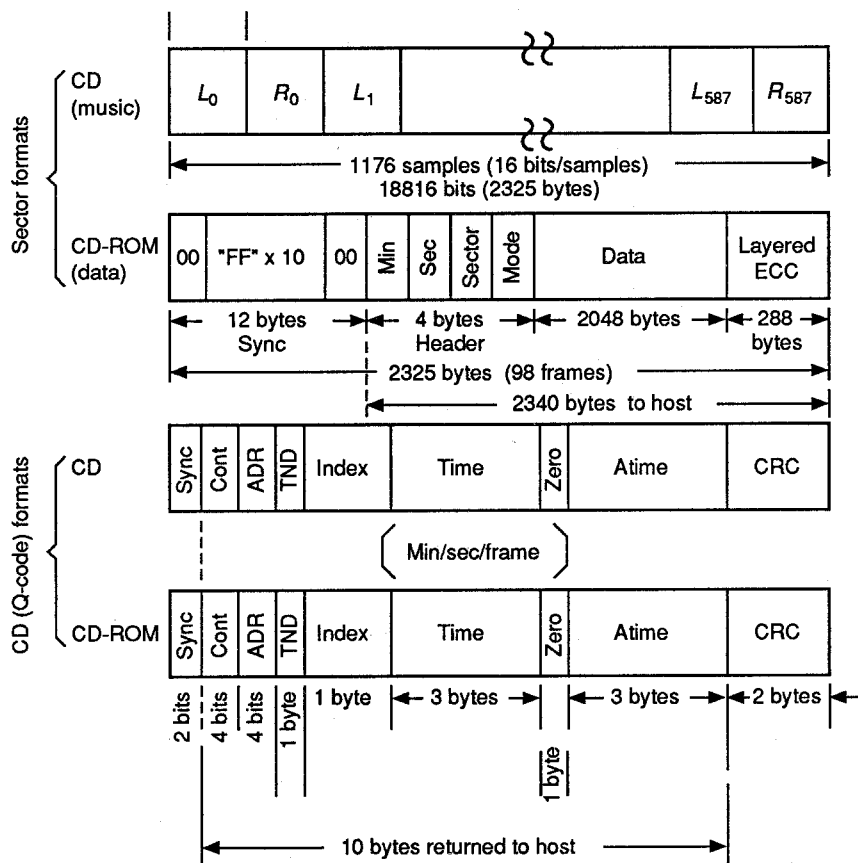 Sector formats
CD
(music)
L0 R0 L1 L587 R587
1176 samples (16 bits/samples)
18816 bits (2325 bytes)
CD-ROM
(data)
00 "FF" x 10 00 Min Sec Sector Mode Data Layered
ECC
12 bytes
Sync
4 bytes
Header
2048 bytes
288
bytes
2325 bytes (98 frames)
2340 bytes to host
CD (Q-code) formats
CD
Sync Cont ADR TND Index Time Zero Atime CRC
Min/sec/frame
CD-ROM
Sync Cont ADR TND Index Time Zero Atime CRC
2 bits 4 bits 4 bits 1 byte 1 byte 3 bytes 1 byte 3 bytes 2 bytes
10 bytes returned to host